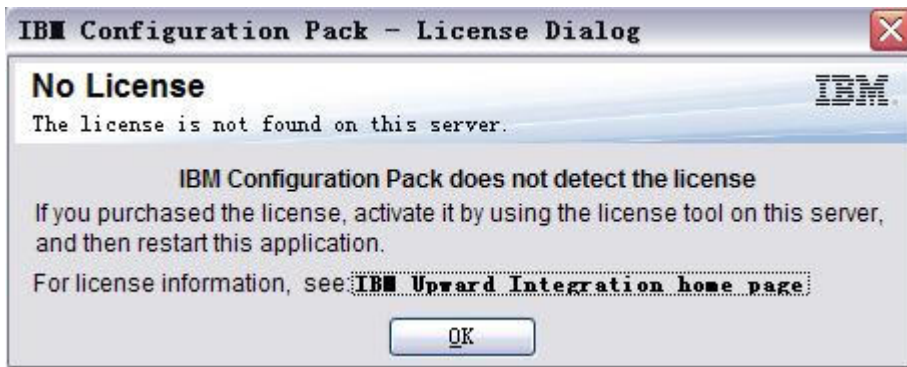 IBM Configuration Pack - License Dialog
No License
IBM
The license is not found on this server.
IBM Configuration Pack does not detect the license
If you purchased the license, activate it by using the license tool on this server,
and then restart this application.
For license information, see: IBM Upward Integration home page
OK